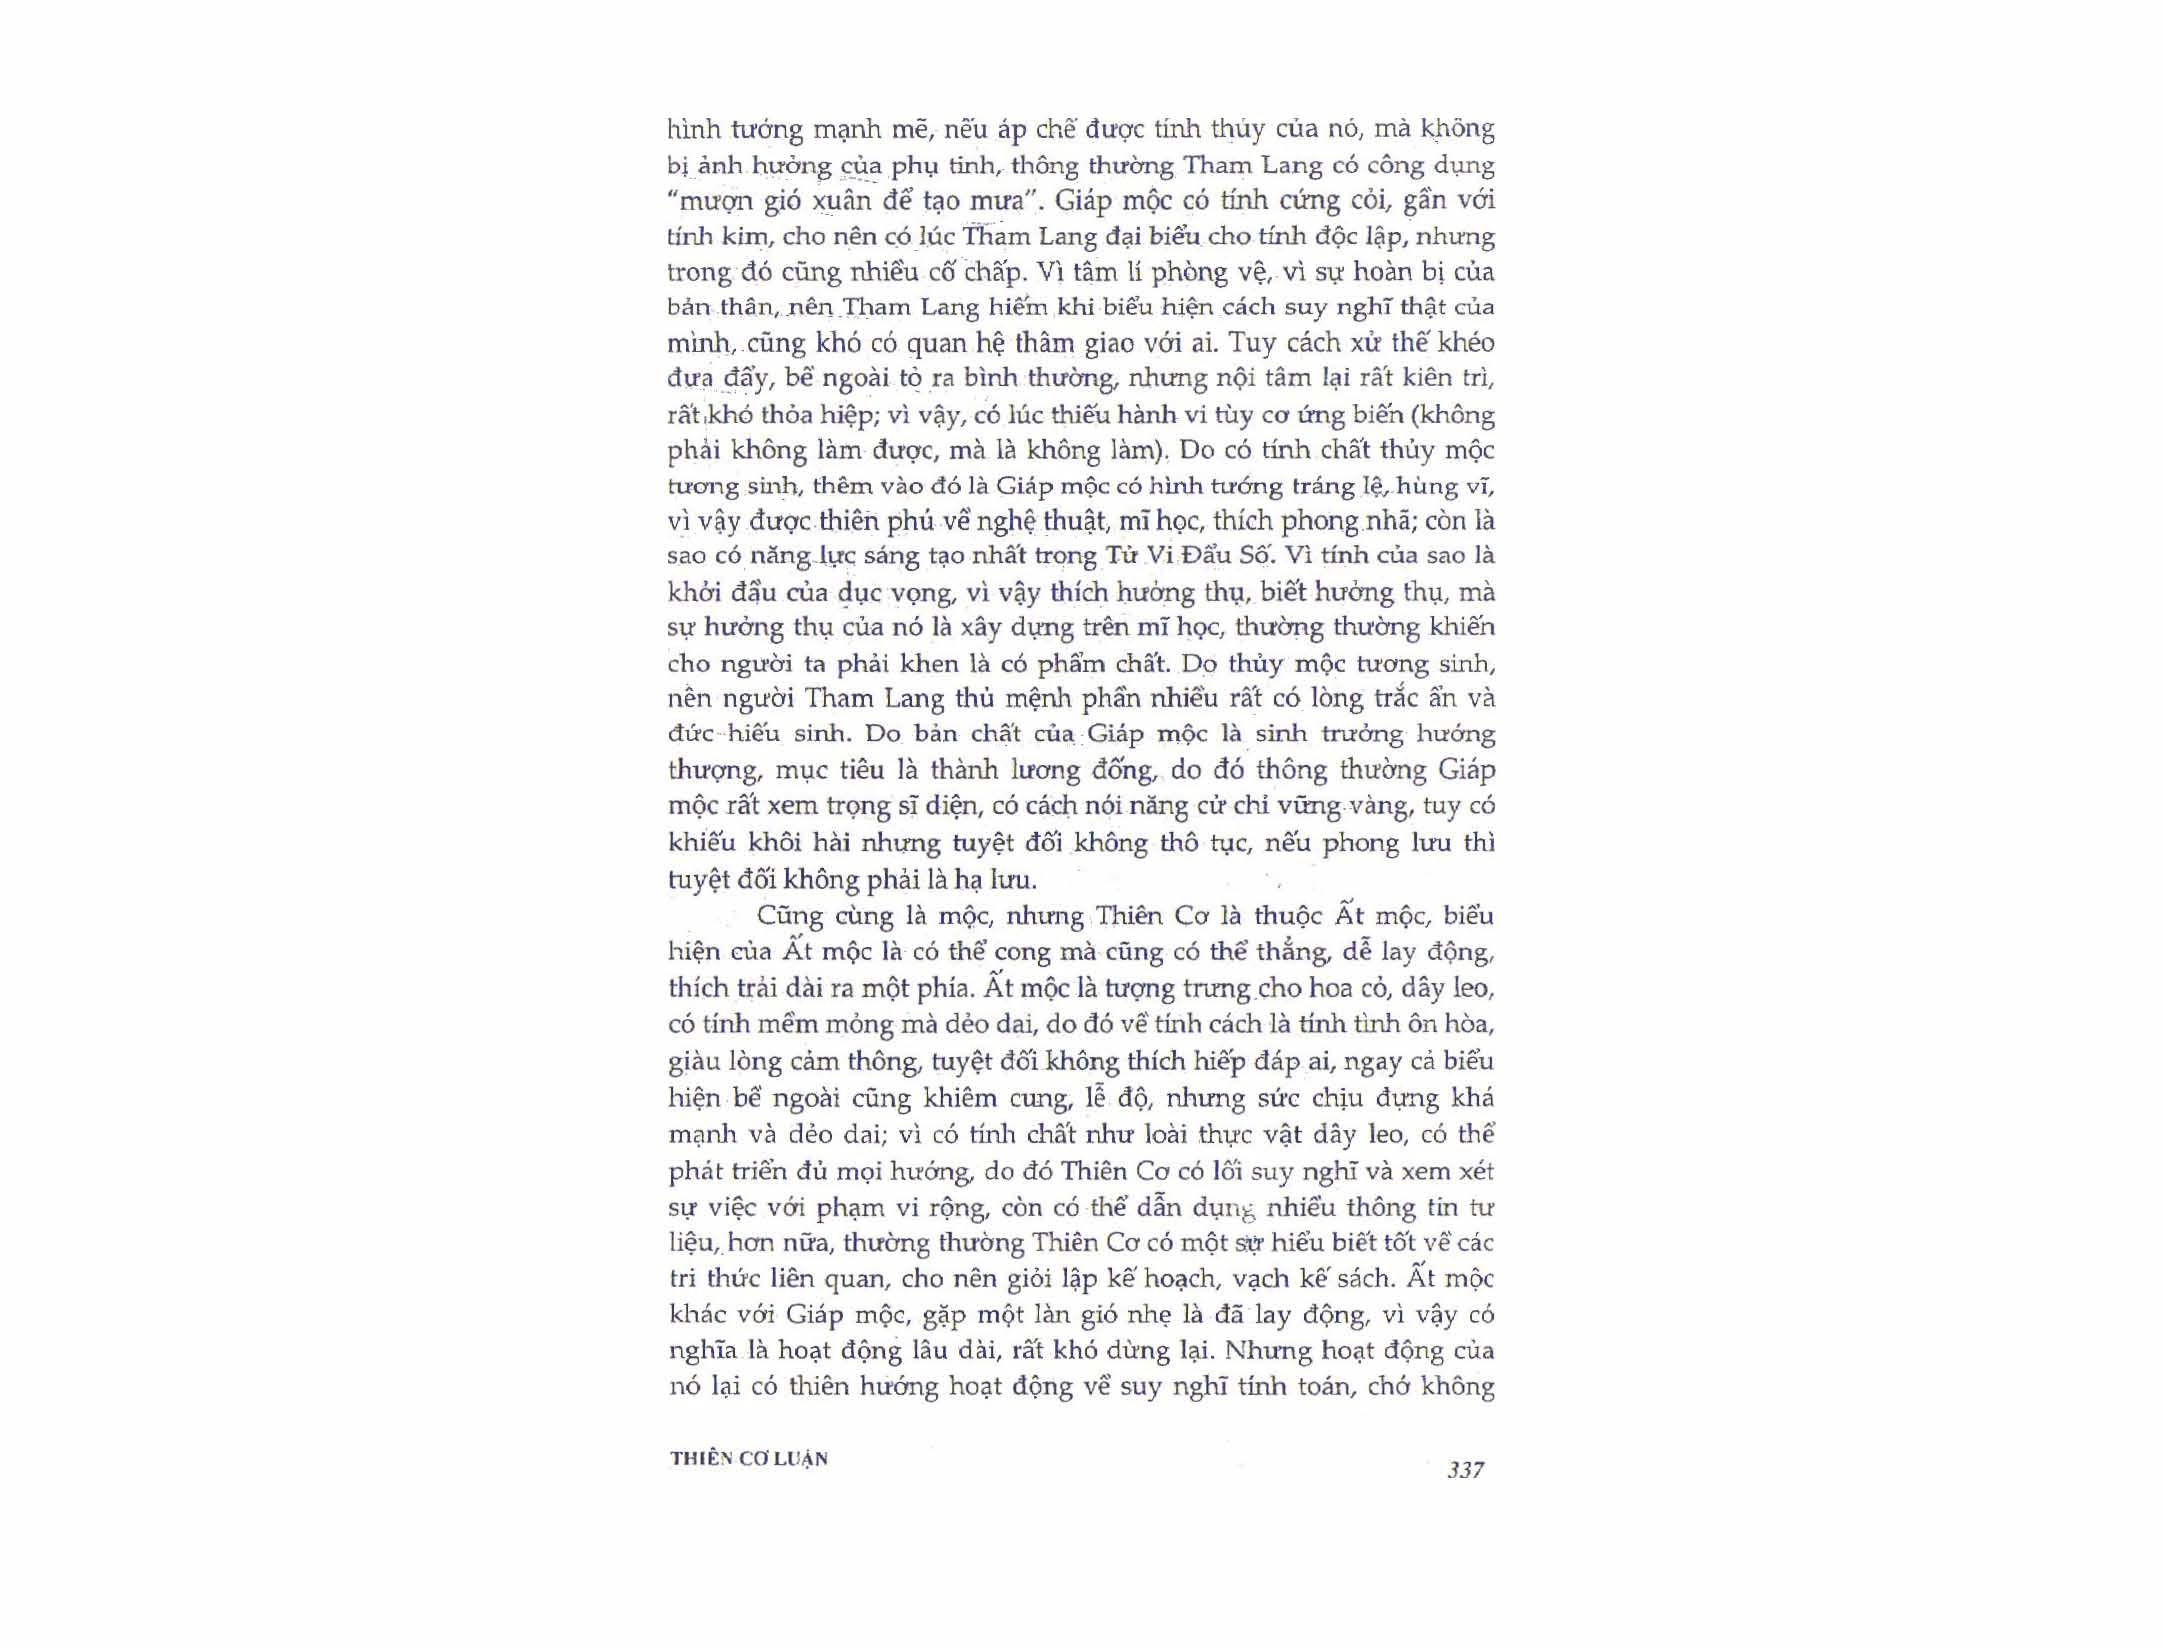 hình tướng mạnh mẽ, nếu áp chế được tính thủy của nó, mà không
bị ảnh hưởng của phụ tinh, thông thường Tham Lang có công dụng
“mượn gió xuân để tạo mưa”. Giáp mộc có tính cứng cỏi, gần với
tính kim, cho nên có lúc Tham Lang đại biểu cho tính độc lập, nhưng
trong đó cũng nhiều cố chấp. Vì tâm lí phòng vệ, vì sự hoàn bị của
bản thân, nên Tham Lang hiếm khi biểu hiện cách suy nghĩ thật của
mình, cũng khó có quan hệ thâm giao với ai. Tuy cách xử thế khéo
đưa đẩy, bề ngoài tỏ ra bình thường, nhưng nội tâm lại rất kiên trì,
rất khó thỏa hiệp; vì vậy, có lúc thiếu hành vi tùy cơ ứng biến (không
phải không làm được, mà là không làm). Do có tính chất thủy mộc
tương sinh, thêm vào đó là Giáp mộc có hình tướng tráng lệ, hùng vĩ,
vì vậy được thiên phú về nghệ thuật, mĩ học, thích phong nhã; còn là
sao có năng lực sáng tạo nhất trong Tử Vi Đẩu Số. Vì tính của sao là
khởi đầu của dục vọng, vì vậy thích hưởng thụ, biết hưởng thụ, mà
sự hưởng thụ của nó là xây dựng trên mĩ học, thường thường khiến
cho người ta phải khen là có phẩm chất. Do thủy mộc tương sinh,
nên người Tham Lang thủ mệnh phần nhiều rất có lòng trắc ẩn và
đức hiếu sinh. Do bản chất của Giáp mộc là sinh trưởng hướng
thượng, mục tiêu là thành lương đống, do đó thông thường Giáp
mộc rất xem trọng sĩ diện, có cách nói năng cử chỉ vững vàng, tuy có
khiếu khôi hài nhưng tuyệt đối không thô tục, nếu phong lưu thì
tuyệt đối không phải là hạ lưu.
Cũng cùng là mộc, nhưng Thiên Cơ là thuộc Ất mộc, biểu
hiện của Ất mộc là có thể cong mà cũng có thể thẳng, dễ lay động,
thích trải dài ra một phía. Ất mộc là tượng trưng cho hoa cỏ, dây leo,
có tính mềm mỏng mà dẻo dai, do đó về tính cách là tính tình ôn hòa,
giàu lòng cảm thông, tuyệt đối không thích hiếp đáp ai, ngay cả biểu
hiện bề ngoài cũng khiêm cung, lễ độ, nhưng sức chịu đựng khá
mạnh và dẻo dai; vì có tính chất như loài thực vật dây leo, có thể
phát triển đủ mọi hướng, do đó Thiên Cơ có lối suy nghĩ và xem xét
sự việc với phạm vi rộng, còn có thể dẫn dụng nhiều thông tin tư
liệu, hơn nữa, thường thường Thiên Cơ có một sự hiểu biết tốt về các
tri thức liên quan, cho nên giỏi lập kế hoạch, vạch kế sách. Ất mộc
khác với Giáp mộc, gặp một làn gió nhẹ là đã lay động, vì vậy có
nghĩa là hoạt động lâu dài, rất khó dừng lại. Nhưng hoạt động của
nó lại có thiên hướng hoạt động về suy nghĩ tính toán, chớ không
THIÊN CƠ LUẬN
337